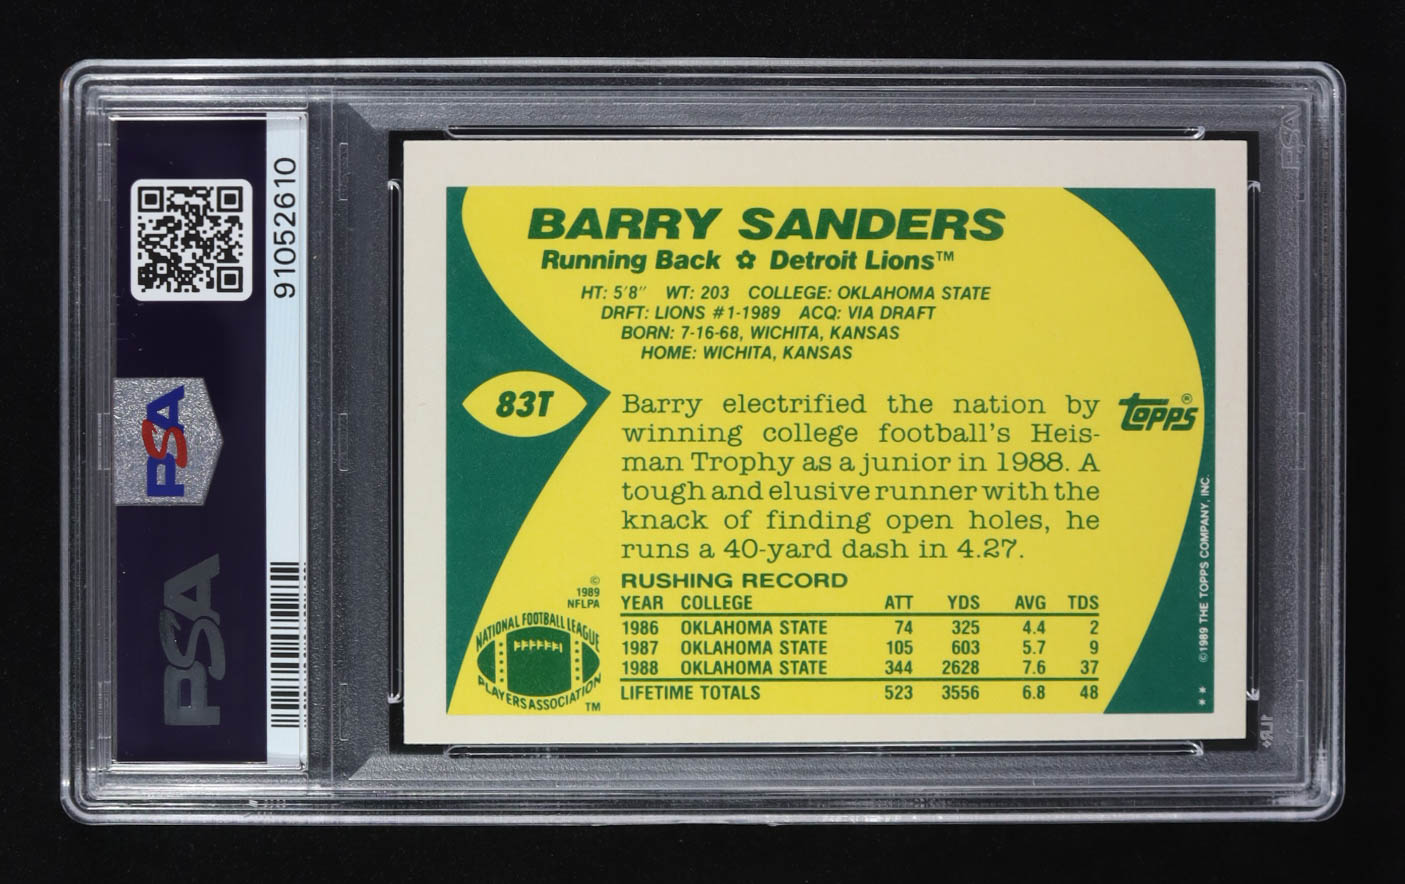 91052610
PSA
PSA
PSA
BARRY SANDERS
Running Back ✿ Detroit Lions™
HT: 5'8" WT: 203 COLLEGE: OKLAHOMA STATE
DRFT: LIONS #1-1989 ACQ: VIA DRAFT
BORN: 7-16-68, WICHITA, KANSAS
HOME: WICHITA, KANSAS
83T
Barry electrified the nation by
winning college football's Heis-
man Trophy as a junior in 1988. A
tough and elusive runner with the
knack of finding open holes, he
runs a 40-yard dash in 4.27.
TOPPS®
©1989 THE TOPPS COMPANY, INC.
**
© 1989
NFLPA
NATIONAL FOOTBALL LEAGUE
PLAYERS ASSOCIATION
TM
RUSHING RECORD
YEAR COLLEGE ATT YDS AVG TDS
1986 OKLAHOMA STATE 74 325 4.4 2
1987 OKLAHOMA STATE 105 603 5.7 9
1988 OKLAHOMA STATE 344 2628 7.6 37
LIFETIME TOTALS 523 3556 6.8 48